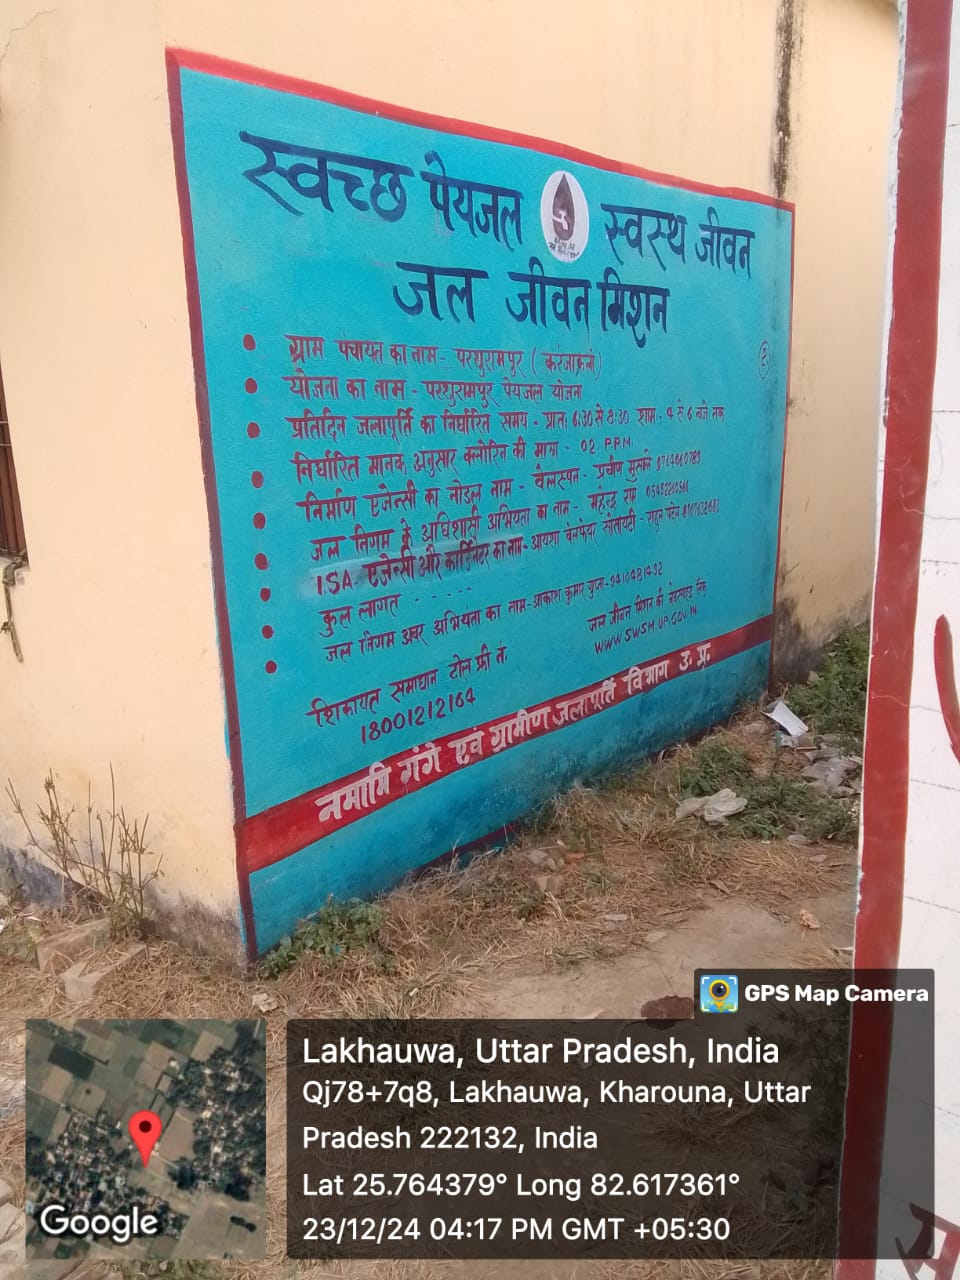 स्वच्छ पेयजल स्वस्थ जीवन
जल जीवन मिशन
ग्राम पंचायत का नाम - परशुरामपुर ( करंजाकला)
योजना का नाम - परशुरामपुर पेयजल योजना
प्रतिदिन जलापूर्ति का निर्धारित समय - प्रातः 6:30 से 8:30 शाम. 4 से 6 बजे तक
निर्धारित मानक अनुसार क्लोरिन की मात्रा - 02. P.P.M.
निर्माण एजेन्सी का नोडल नाम - वेलस्पन - प्रवीण
जल निगम के अधिशासी अभियंता का नाम - महेन्द्र राम
ISA. एजेन्सी और कार्डिनेटर का नाम - आयशा वेलफेयर सोसायटी - राहुल पटेल
कुल लागत - - - - -
जल निगम अवर अभियंता का नाम - आकाश कुमार गुप्ता -
जल जीवन मिशन की वेबसाइड लिंक
WWW.SWSM.UP.GOV.IN
शिकायत समाधान टोल फ्री नं.
18001212164
नमामि गंगे एवं ग्रामीण जलापूर्ति विभाग उ. प्र.
GPS Map Camera
Lakhauwa, Uttar Pradesh, India
Qj78+7q8, Lakhauwa, Kharouna, Uttar
Pradesh 222132, India
Lat 25.764379° Long 82.617361°
23/12/24 04:17 PM GMT +05:30
Google